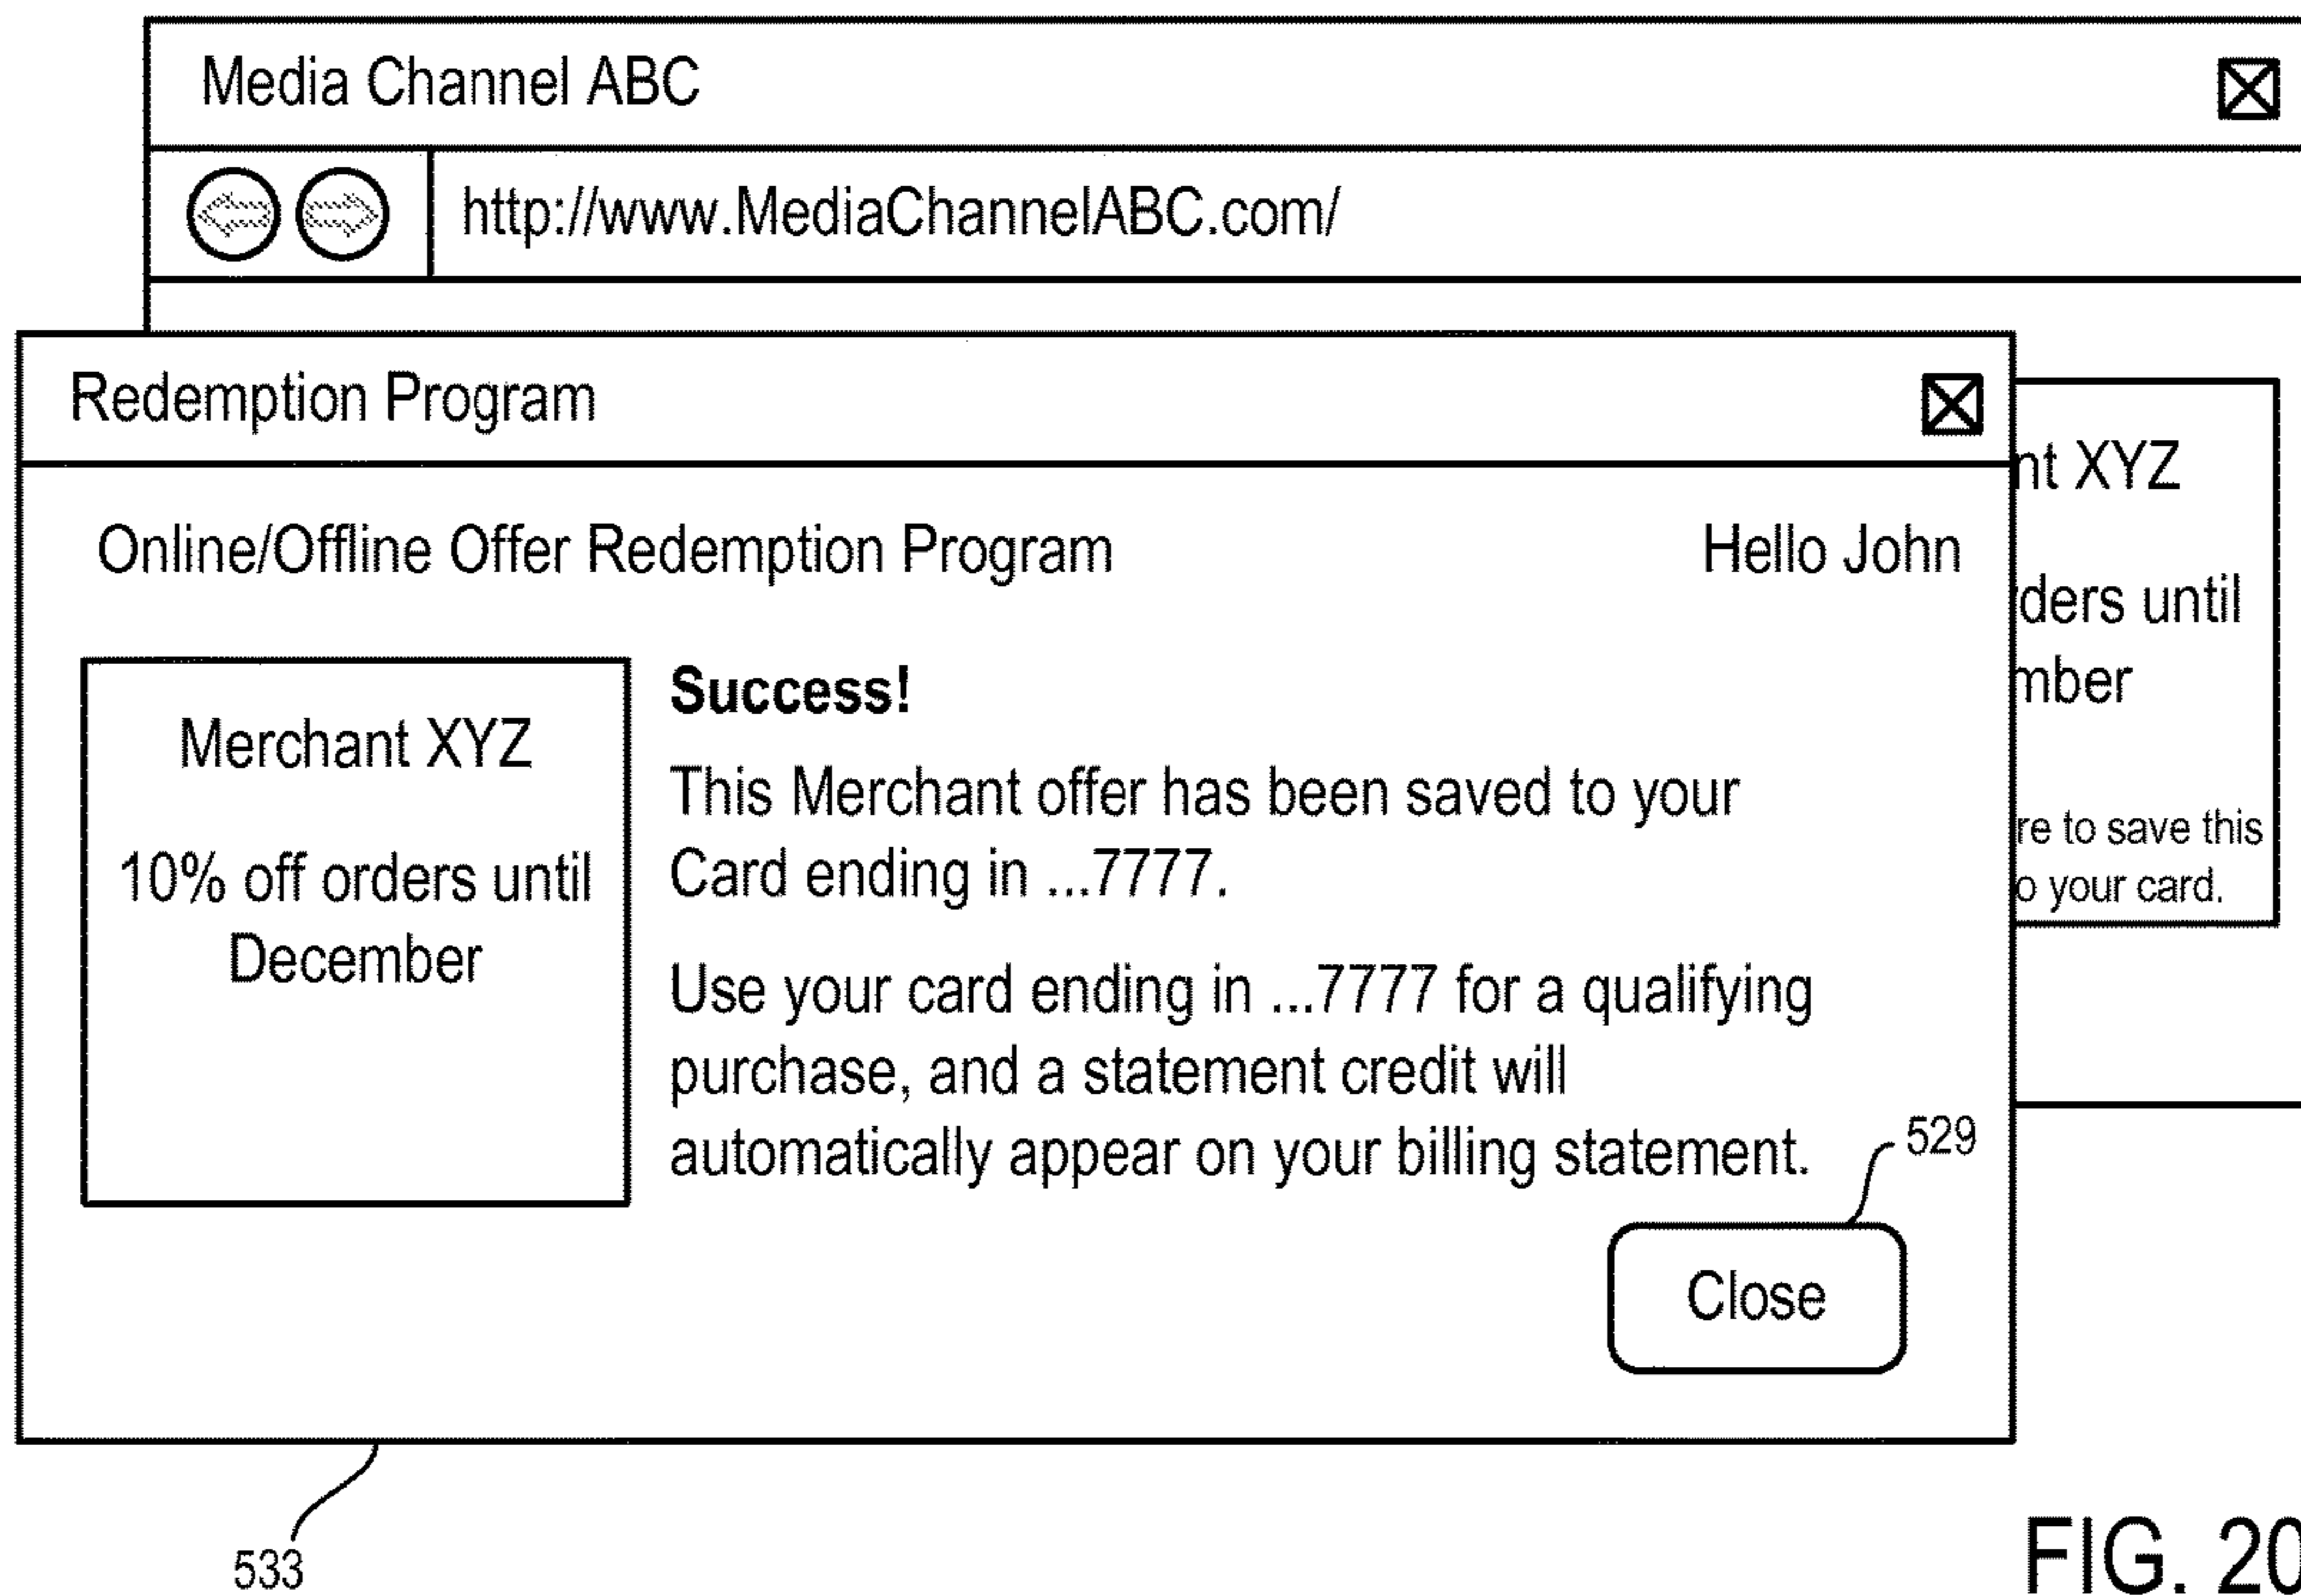 Media Channel ABC
http://www.MediaChannelABC.com/
Redemption Program
Online/Offline Offer Redemption Program
Hello John
Merchant XYZ
10% off orders until
December
Success!
This Merchant offer has been saved to your
Card ending in ...7777.
Use your card ending in ...7777 for a qualifying
purchase, and a statement credit will
automatically appear on your billing statement.
Close
529
nt XYZ
ders until
mber
re to save this
o your card.
533
FIG. 20